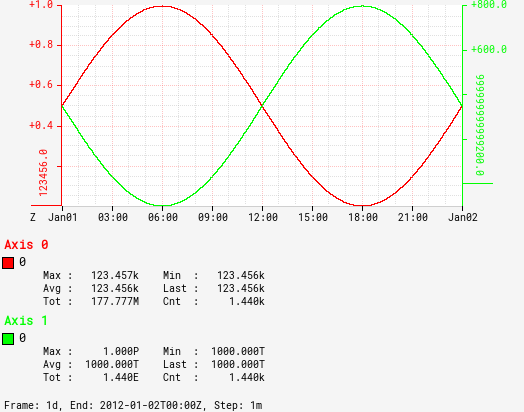 +1.0
+0.8
+0.6
+0.4
123456.0
+800.0
+600.0
Z Jan01 03:00 06:00 09:00 12:00 15:00 18:00 21:00 Jan02
Axis 0
0
Max : 123.457k Min : 123.456k
Avg : 123.456k Last : 123.456k
Tot : 177.777M Cnt : 1.440k
Axis 1
0
Max : 1.000P Min : 1000.000T
Avg : 1000.000T Last : 1000.000T
Tot : 1.440E Cnt : 1.440k
Frame: 1d, End: 2012-01-02T00:00Z, Step: 1m